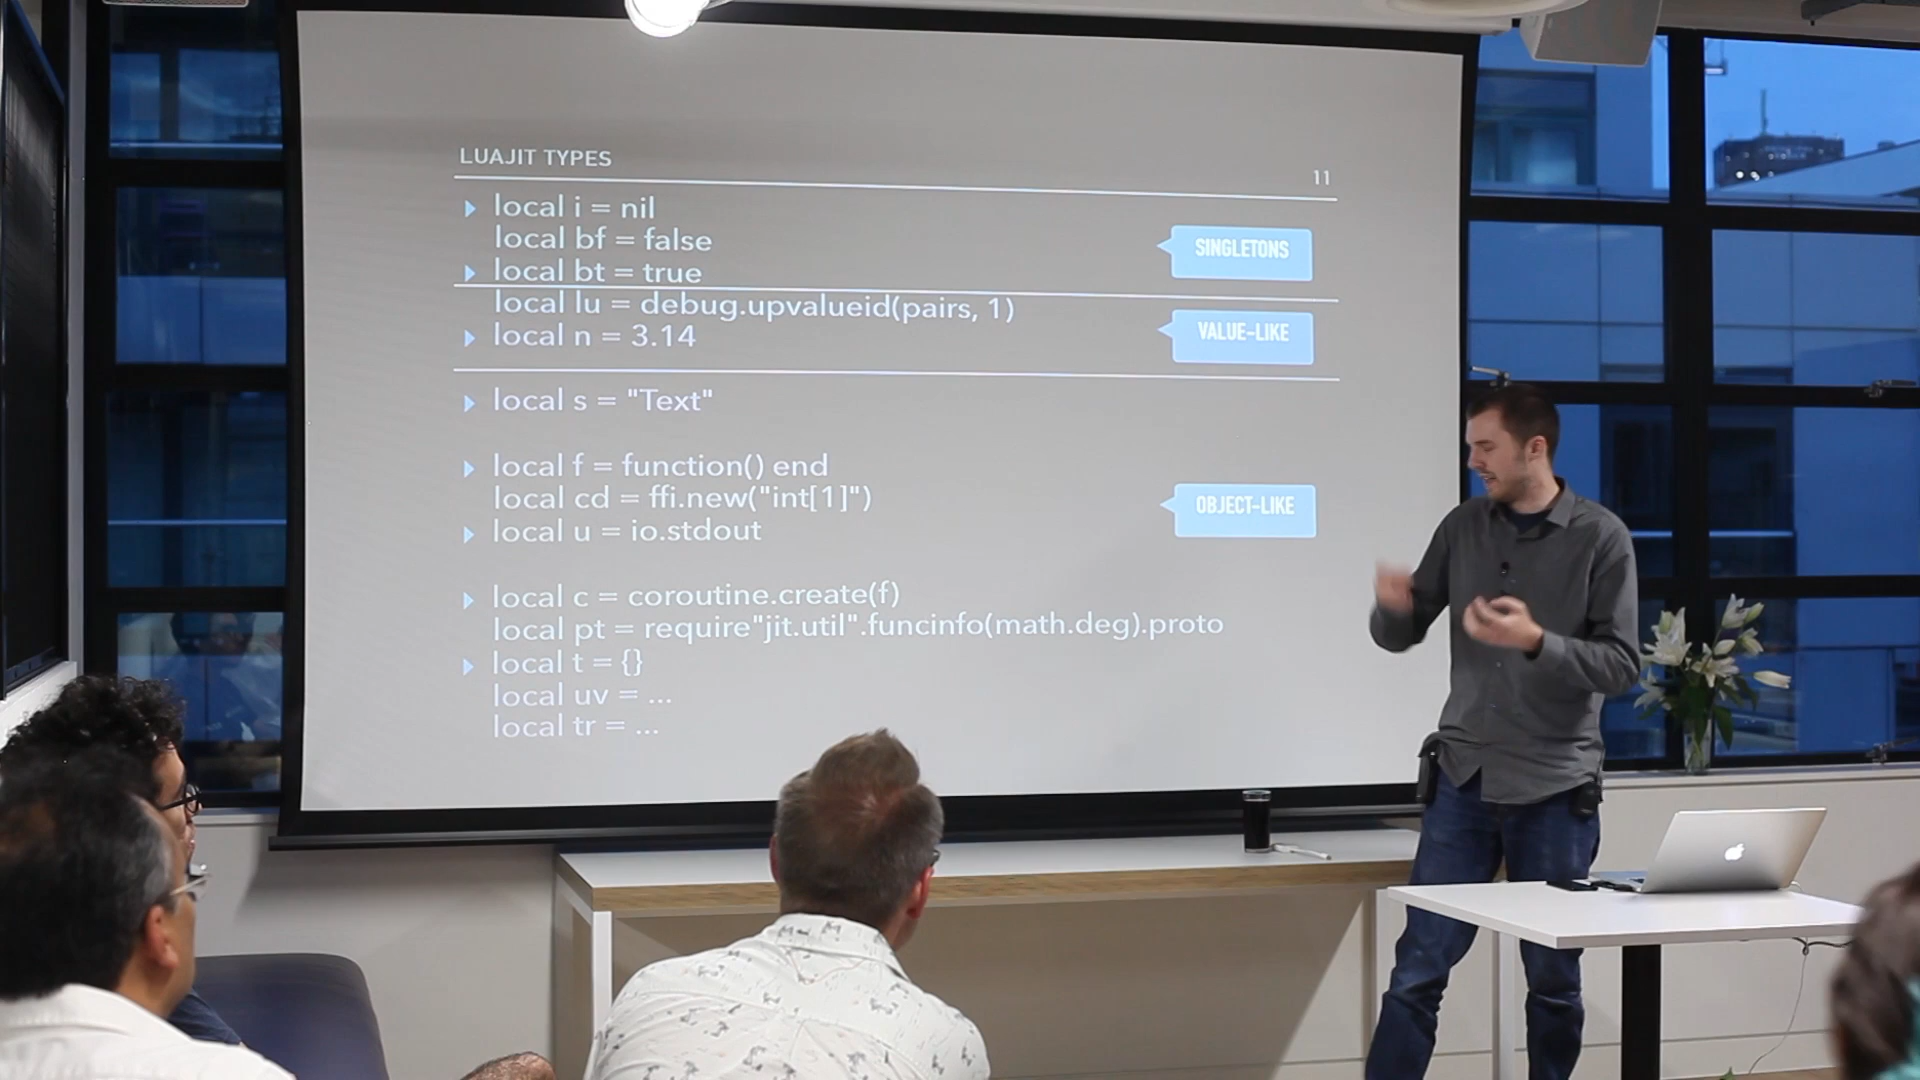 LUAJIT TYPES
11
local i = nil
local bf = false
SINGLETONS
local bt = true
local lu = debug.upvalueid(pairs, 1)
local n = 3.14
VALUE-LIKE
local s = "Text"
local f = function() end
local cd = ffi.new("int[1]")
OBJECT-LIKE
local u = io.stdout
local c = coroutine.create(f)
local pt = require"jit.util".funcinfo(math.deg).proto
local t = {}
local uv = ...
local tr = ...